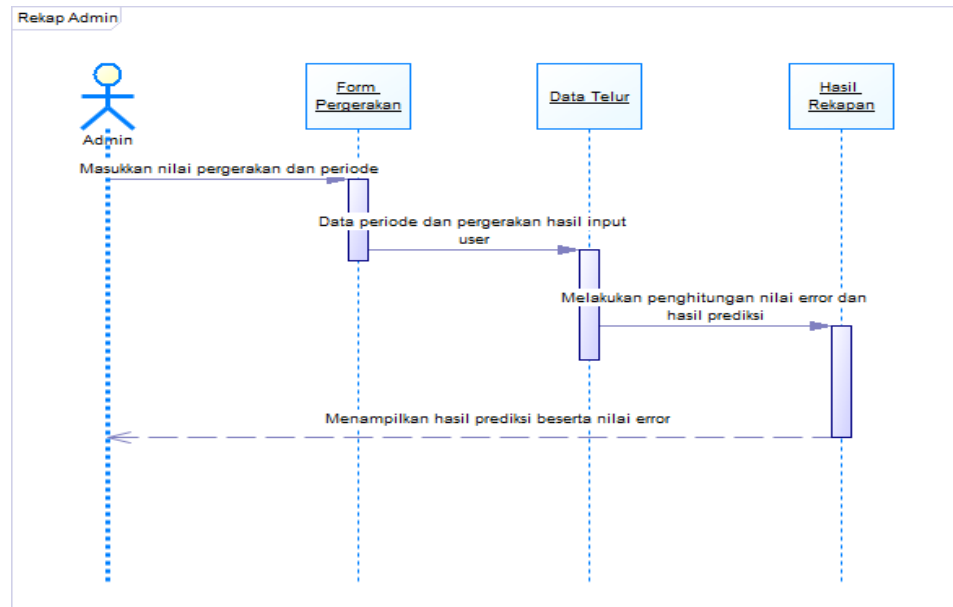 Rekap Admin
Form
Pergerakan
Data Telur
Hasil
Rekapan
Admin
Masukkan nilai pergerakan dan periode
Data periode dan pergerakan hasil input
user
Melakukan penghitungan nilai error dan
hasil prediksi
Menampilkan hasil prediksi beserta nilai error